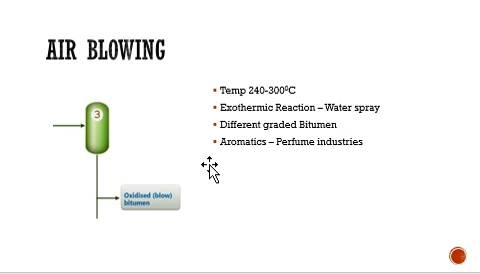 AIR BLOWING
Temp 240-300⁰C
Exothermic Reaction – Water spray
Different graded Bitumen
Aromatics – Perfume industries
3
Oxidised (blow)
bitumen